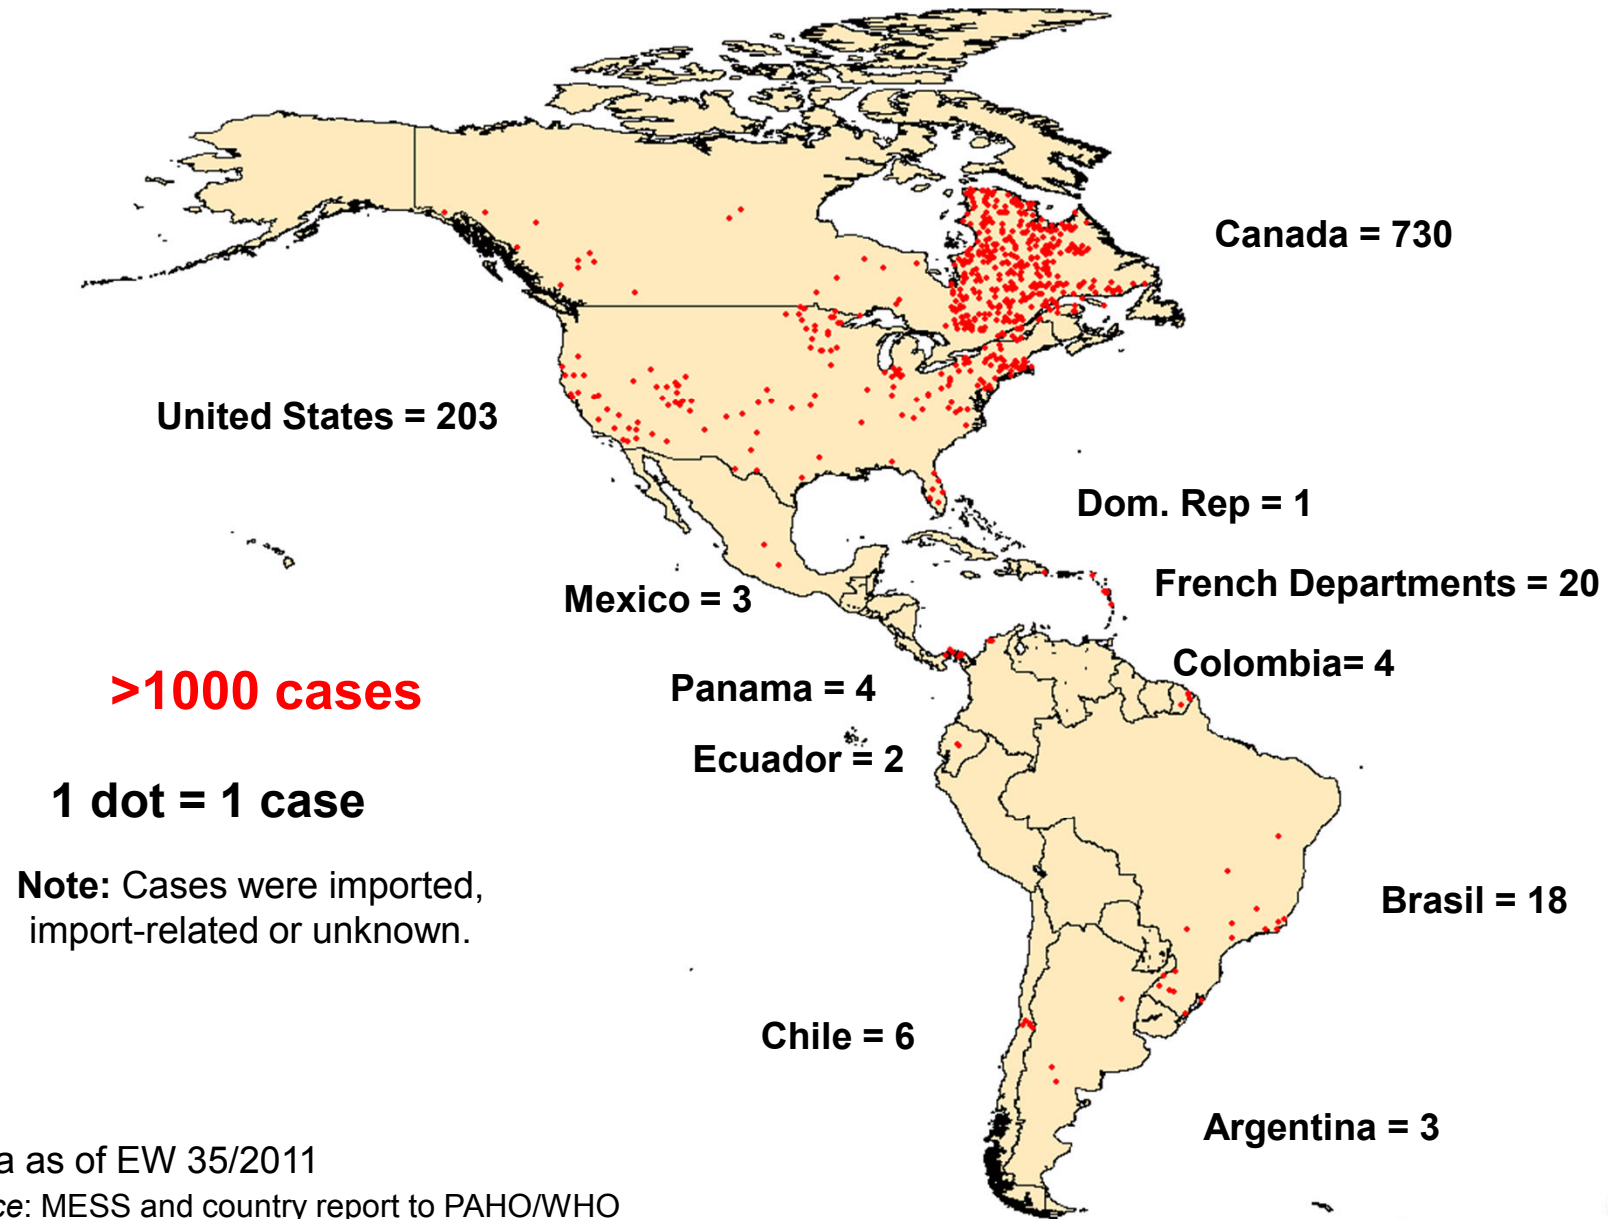 Canada = 730
United States = 203
Dom. Rep = 1
French Departments = 20
Mexico = 3
Colombia= 4
>1000 cases
Panama = 4
Ecuador = 2
1 dot = 1 case
Note: Cases were imported,
import-related or unknown.
Brasil = 18
Chile = 6
Argentina = 3
a as of EW 35/2011
ce: MESS and country report to PAHO/WHO